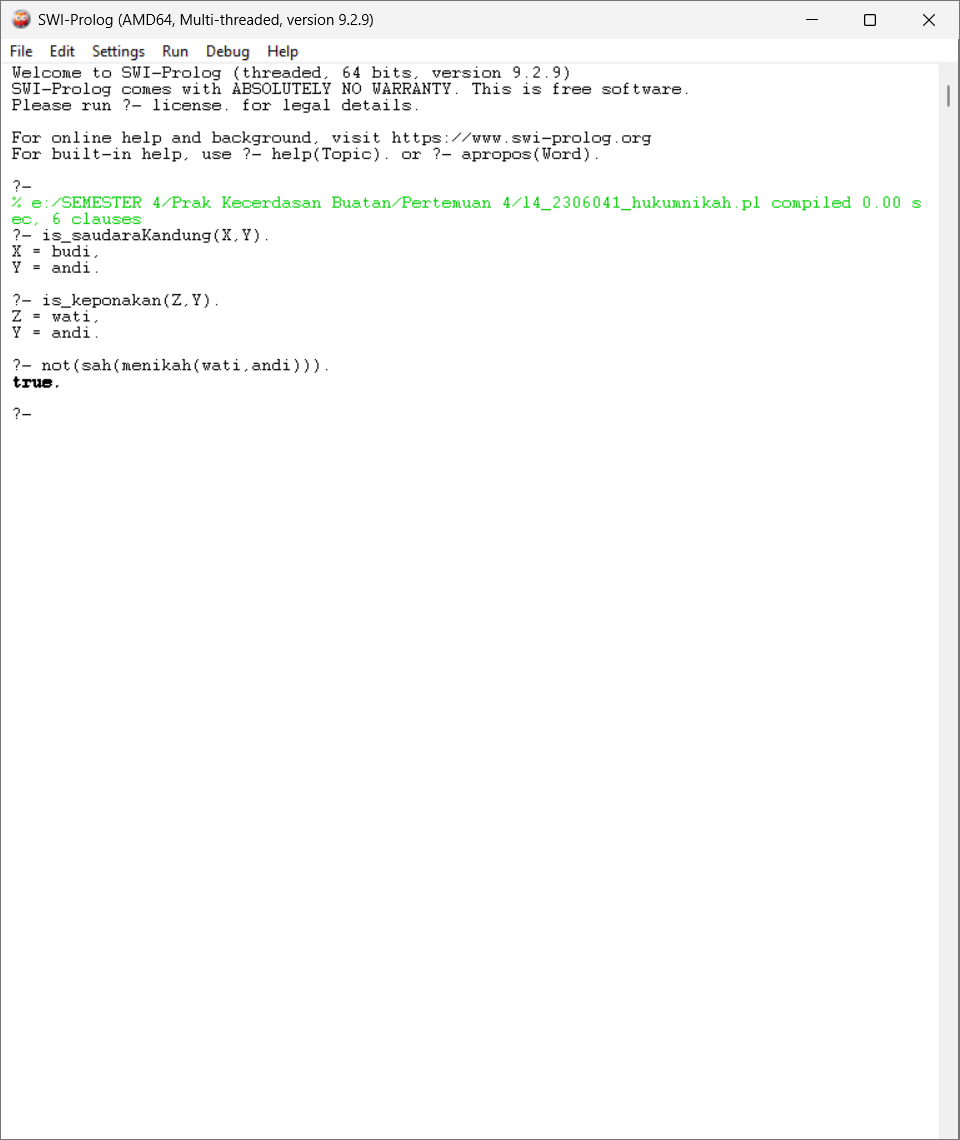 SWI-Prolog (AMD64, Multi-threaded, version 9.2.9)
File Edit Settings Run Debug Help
Welcome to SWI-Prolog (threaded, 64 bits, version 9.2.9)
SWI-Prolog comes with ABSOLUTELY NO WARRANTY. This is free software.
Please run ?- license. for legal details.
For online help and background, visit https://www.swi-prolog.org
For built-in help, use ?- help(Topic). or ?- apropos(Word).
?-
% e:/SEMESTER 4/Prak Kecerdasan Buatan/Pertemuan 4/l4_2306041_hukumnikah.pl compiled 0.00 s
ec, 6 clauses
?- is_saudaraKandung(X,Y).
X = budi,
Y = andi.
?- is_keponakan(Z,Y).
Z = wati,
Y = andi.
?- not(sah(menikah(wati,andi))).
true.
?-